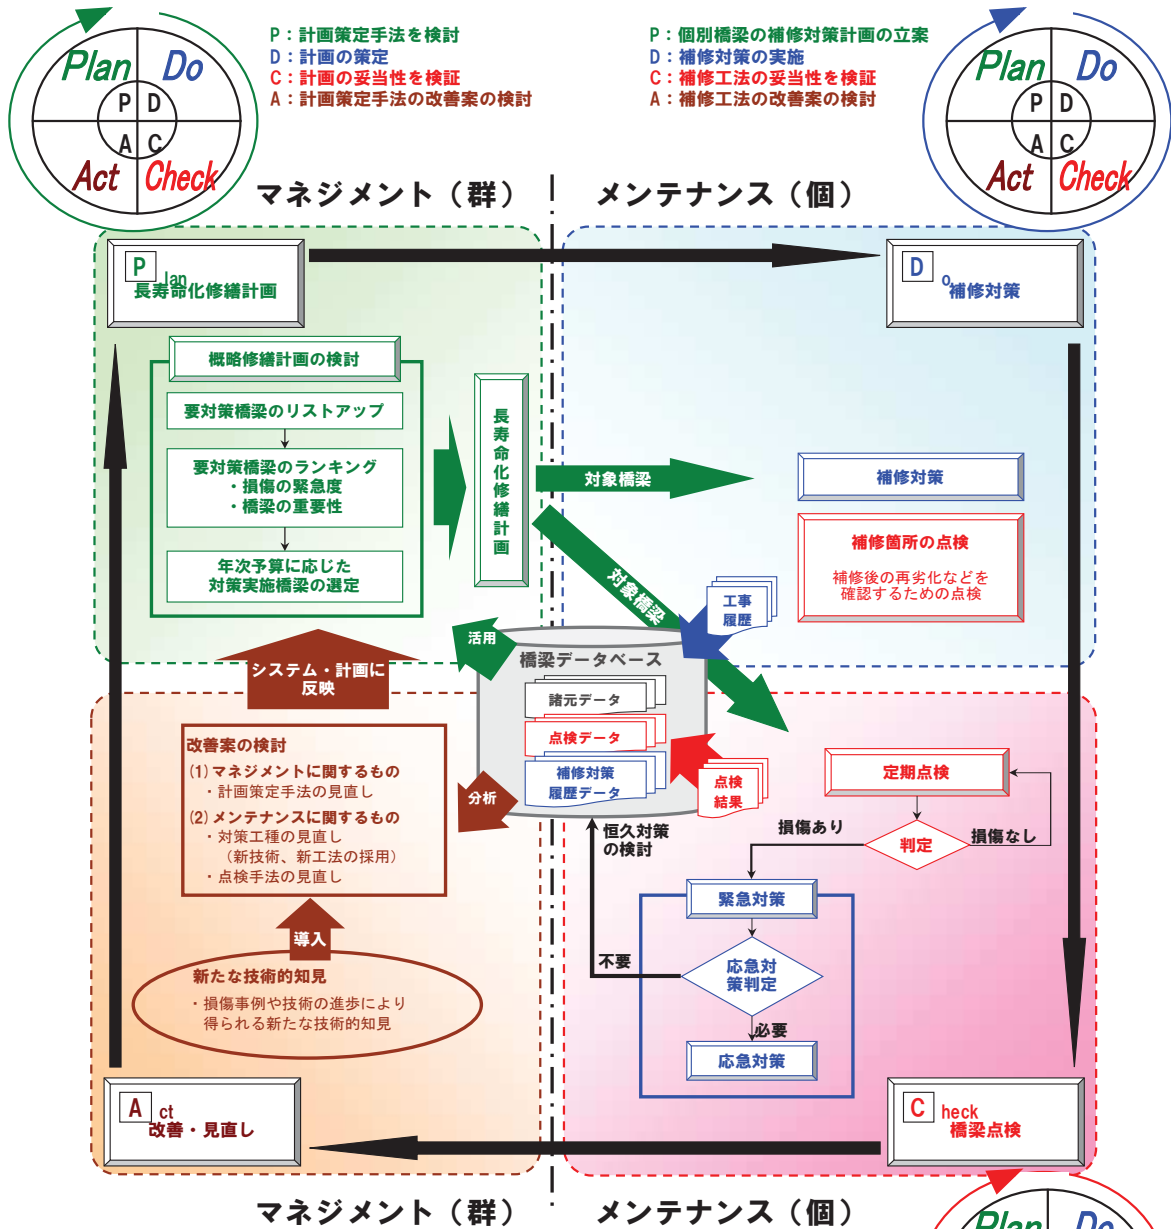 Plan Do
P D
A C
Act Check
P：計画策定手法を検討
D：計画の策定
C：計画の妥当性を検証
A：計画策定手法の改善案の検討
P：個別橋梁の補修対策計画の立案
D：補修対策の実施
C：補修工法の妥当性を検証
A：補修工法の改善案の検討
Plan Do
P D
A C
Act Check
マネジメント（群）
メンテナンス（個）
Plan
長寿命化修繕計画
Do
補修対策
概略修繕計画の検討
要対策橋梁のリストアップ
要対策橋梁のランキング
・損傷の緊急度
・橋梁の重要性
年次予算に応じた
対策実施橋梁の選定
長寿命化修繕計画
対象橋梁
対象橋梁
補修対策
補修箇所の点検
補修後の再劣化などを
確認するための点検
工事
履歴
活用
橋梁データベース
諸元データ
点検データ
補修対策
履歴データ
点検
結果
分析
システム・計画に
反映
改善案の検討
(1) マネジメントに関するもの
・計画策定手法の見直し
(2) メンテナンスに関するもの
・対策工種の見直し
（新技術、新工法の採用）
・点検手法の見直し
導入
新たな技術的知見
・損傷事例や技術の進歩により
得られる新たな技術的知見
定期点検
判定
損傷あり
損傷なし
恒久対策
の検討
緊急対策
応急対
策判定
不要
必要
応急対策
Act
改善・見直し
Check
橋梁点検
マネジメント（群）
メンテナンス（個）
Plan Do